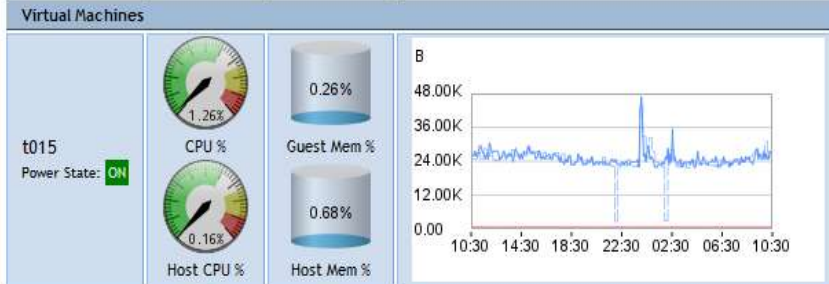 Virtual Machines
t015
Power State: ON
1.26%
CPU %
0.16%
Host CPU %
0.26%
Guest Mem %
0.68%
Host Mem %
B
48.00K
36.00K
24.00K
12.00K
0.00
10:30 14:30 18:30 22:30 02:30 06:30 10:30